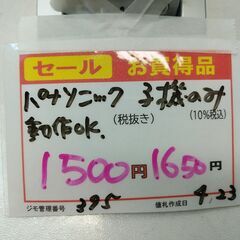 セール お買得品
パナソニック 子機のみ
動作OK. (税抜き) (10%税込)
1500円 1650円
ジモ管理番号 395 値札作成日 4,23